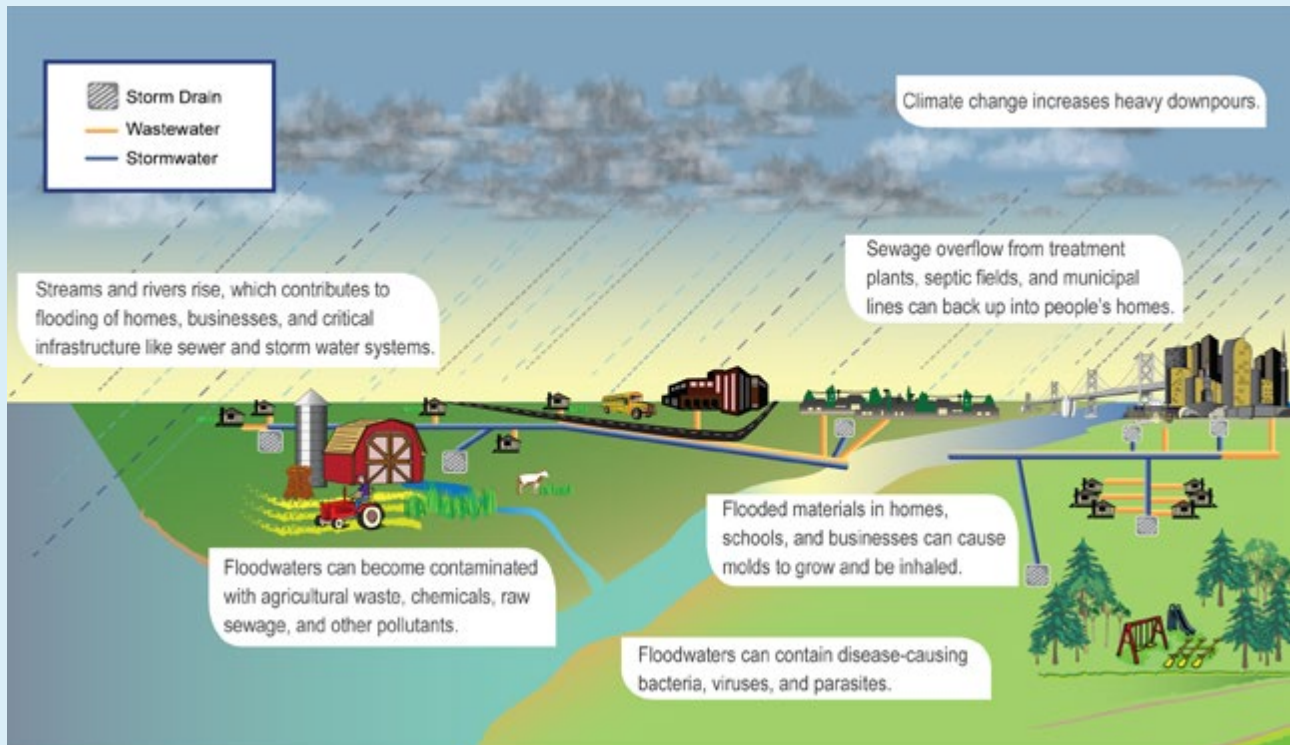 Storm Drain
Wastewater
Stormwater
Climate change increases heavy downpours.
Sewage overflow from treatment
plants, septic fields, and municipal
lines can back up into people's homes.
Streams and rivers rise, which contributes to
flooding of homes, businesses, and critical
infrastructure like sewer and storm water systems.
Flooded materials in homes,
schools, and businesses can cause
molds to grow and be inhaled.
Floodwaters can become contaminated
with agricultural waste, chemicals, raw
sewage, and other pollutants.
Floodwaters can contain disease-causing
bacteria, viruses, and parasites.